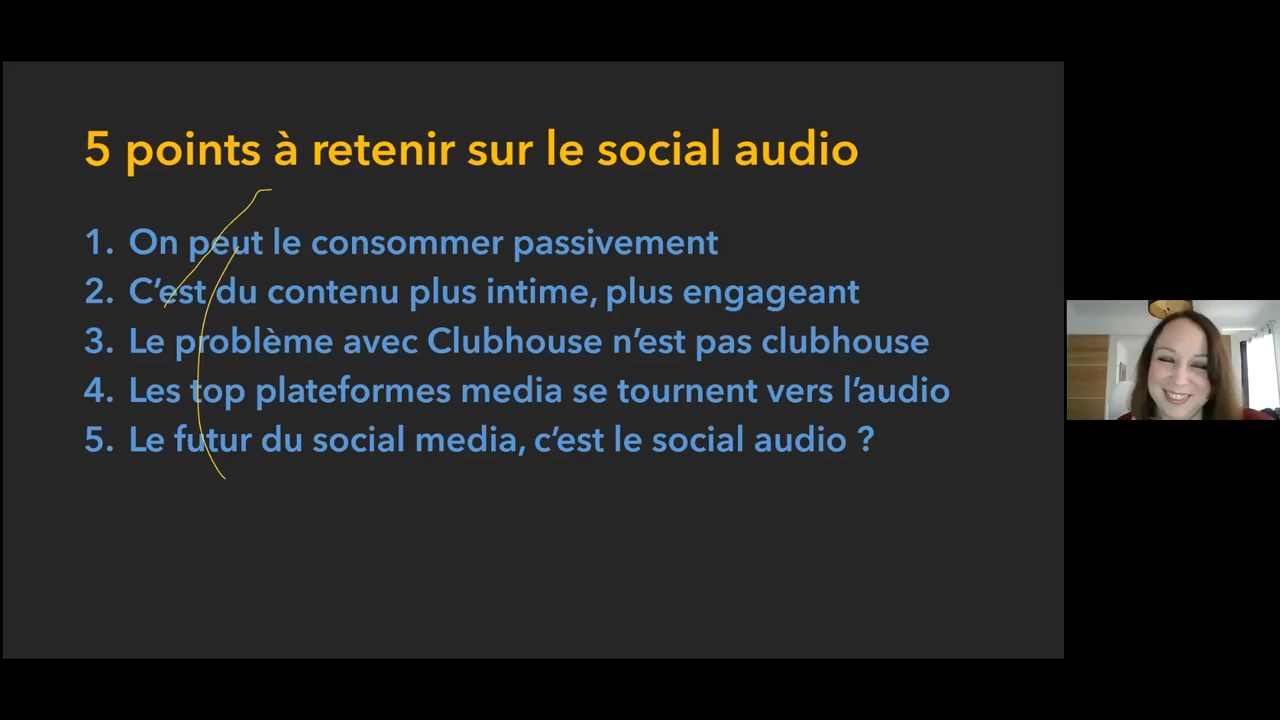 5 points à retenir sur le social audio
1. On peut le consommer passivement
2. C’est du contenu plus intime, plus engageant
3. Le problème avec Clubhouse n’est pas clubhouse
4. Les top plateformes media se tournent vers l’audio
5. Le futur du social media, c’est le social audio ?